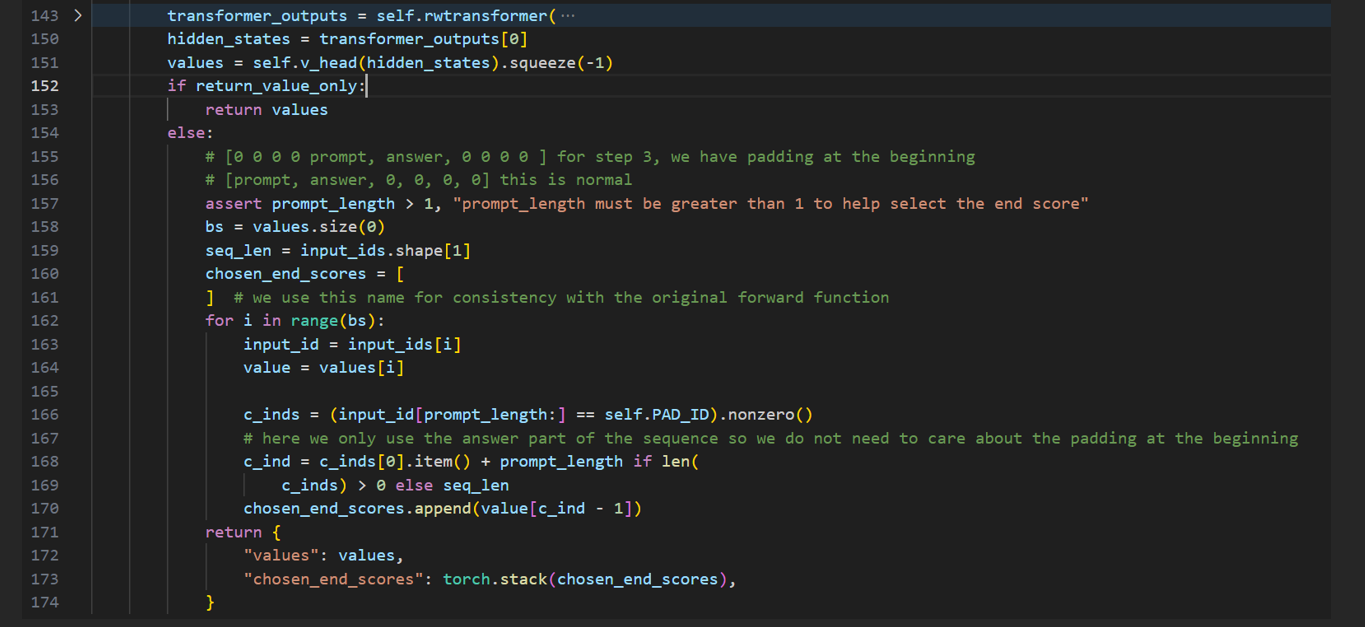 143 > transformer_outputs = self.rwtransformer( ···
150 hidden_states = transformer_outputs[0]
151 values = self.v_head(hidden_states).squeeze(-1)
152 if return_value_only:
153 return values
154 else:
155 # [0 0 0 0 prompt, answer, 0 0 0 0 ] for step 3, we have padding at the beginning
156 # [prompt, answer, 0, 0, 0, 0] this is normal
157 assert prompt_length > 1, "prompt_length must be greater than 1 to help select the end score"
158 bs = values.size(0)
159 seq_len = input_ids.shape[1]
160 chosen_end_scores = [
161 ]  # we use this name for consistency with the original forward function
162 for i in range(bs):
163 input_id = input_ids[i]
164 value = values[i]
165
166 c_inds = (input_id[prompt_length:] == self.PAD_ID).nonzero()
167 # here we only use the answer part of the sequence so we do not need to care about the padding at the beginning
168 c_ind = c_inds[0].item() + prompt_length if len(
169 c_inds) > 0 else seq_len
170 chosen_end_scores.append(value[c_ind - 1])
171 return {
172 "values": values,
173 "chosen_end_scores": torch.stack(chosen_end_scores),
174 }